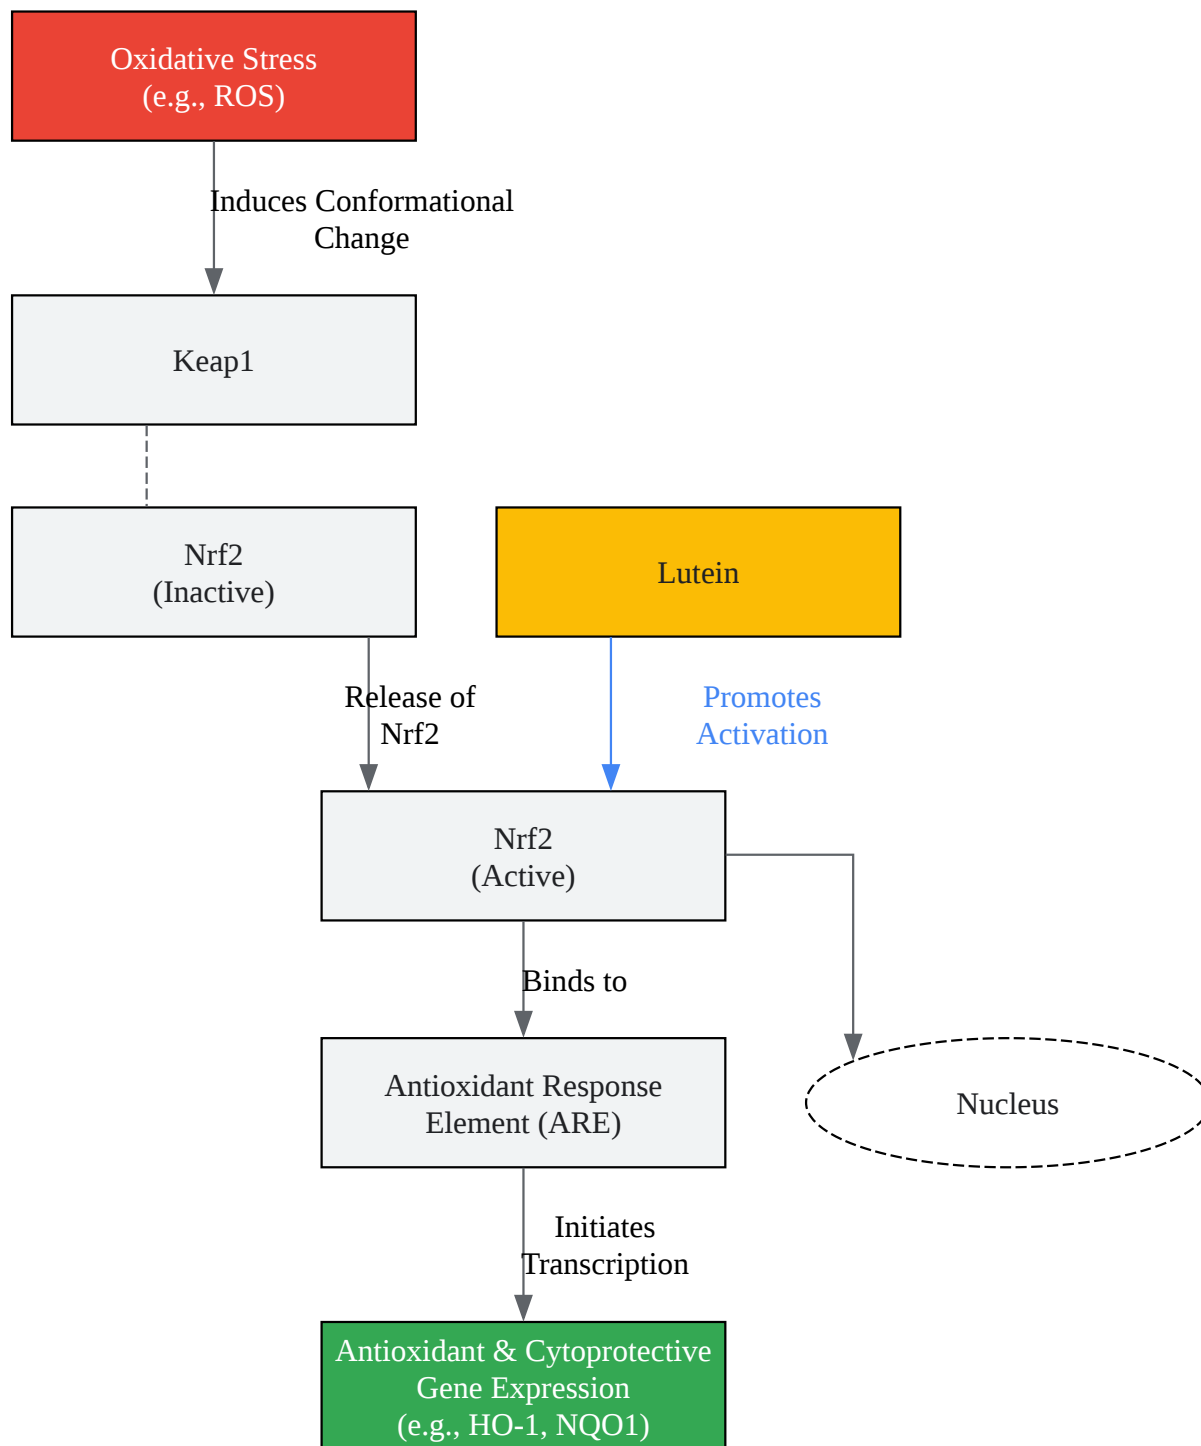 Oxidative Stress
(e.g., ROS)
Induces Conformational
Change
Keap1
Nrf2
(Inactive)
Lutein
Release of
Nrf2
Promotes
Activation
Nrf2
(Active)
Binds to
Antioxidant Response
Element (ARE)
Nucleus
Initiates
Transcription
Antioxidant & Cytoprotective
Gene Expression
(e.g., HO-1, NQO1)